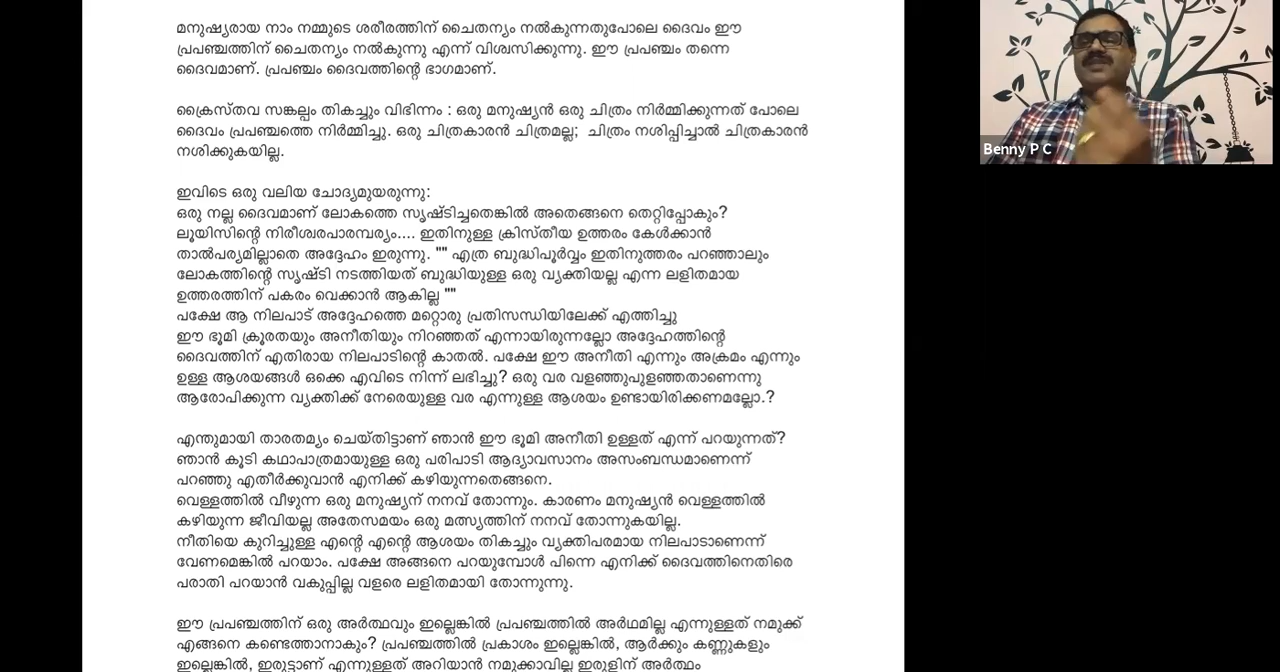 മനുഷ്യരായ നാം നമ്മുടെ ശരീരത്തിന് ചൈതന്യം നൽകുന്നതുപോലെ ദൈവം ഈ
പ്രപഞ്ചത്തിന് ചൈതന്യം നൽകുന്നു എന്ന് വിശ്വസിക്കുന്നു. ഈ പ്രപഞ്ചം തന്നെ
ദൈവമാണ്. പ്രപഞ്ചം ദൈവത്തിന്റെ ഭാഗമാണ്.
ക്രൈസ്തവ സങ്കല്പം തികച്ചും വിഭിന്നം : ഒരു മനുഷ്യൻ ഒരു ചിത്രം നിർമ്മിക്കുന്നത് പോലെ
ദൈവം പ്രപഞ്ചത്തെ നിർമ്മിച്ചു. ഒരു ചിത്രകാരൻ ചിത്രമല്ല; ചിത്രം നശിപ്പിച്ചാൽ ചിത്രകാരൻ
നശിക്കുകയില്ല.
ഇവിടെ ഒരു വലിയ ചോദ്യമുയരുന്നു:
ഒരു നല്ല ദൈവമാണ് ലോകത്തെ സൃഷ്ടിച്ചതെങ്കിൽ അതെങ്ങനെ തെറ്റിപ്പോകും?
ലൂയിസിന്റെ നിരീശ്വരപാരമ്പര്യം.... ഇതിനുള്ള ക്രിസ്തീയ ഉത്തരം കേൾക്കാൻ
താൽപര്യമില്ലാതെ അദ്ദേഹം ഇരുന്നു. "" എത്ര ബുദ്ധിപൂർവ്വം ഇതിനുത്തരം പറഞ്ഞാലും
ലോകത്തിന്റെ സൃഷ്ടി നടത്തിയത് ബുദ്ധിയുള്ള ഒരു വ്യക്തിയല്ല എന്ന ലളിതമായ
ഉത്തരത്തിന് പകരം വെക്കാൻ ആകില്ല ""
പക്ഷേ ആ നിലപാട് അദ്ദേഹത്തെ മറ്റൊരു പ്രതിസന്ധിയിലേക്ക് എത്തിച്ചു
ഈ ഭൂമി ക്രൂരതയും അനീതിയും നിറഞ്ഞത് എന്നായിരുന്നല്ലോ അദ്ദേഹത്തിന്റെ
ദൈവത്തിന് എതിരായ നിലപാടിന്റെ കാതൽ. പക്ഷേ ഈ അനീതി എന്നും അക്രമം എന്നും
ഉള്ള ആശയങ്ങൾ ഒക്കെ എവിടെ നിന്ന് ലഭിച്ചു? ഒരു വര വളഞ്ഞുപുളഞ്ഞതാണെന്നു
ആരോപിക്കുന്ന വ്യക്തിക്ക് നേരെയുള്ള വര എന്നുള്ള ആശയം ഉണ്ടായിരിക്കണമല്ലോ.?
എന്തുമായി താരതമ്യം ചെയ്തിട്ടാണ് ഞാൻ ഈ ഭൂമി അനീതി ഉള്ളത് എന്ന് പറയുന്നത്?
ഞാൻ കൂടി കഥാപാത്രമായുള്ള ഒരു പരിപാടി ആദ്യാവസാനം അസംബന്ധമാണെന്ന്
പറഞ്ഞു എതിർക്കുവാൻ എനിക്ക് കഴിയുന്നതെങ്ങനെ.
വെള്ളത്തിൽ വീഴുന്ന ഒരു മനുഷ്യന് നനവ് തോന്നും. കാരണം മനുഷ്യൻ വെള്ളത്തിൽ
കഴിയുന്ന ജീവിയല്ല അതേസമയം ഒരു മത്സ്യത്തിന് നനവ് തോന്നുകയില്ല.
നീതിയെ കുറിച്ചുള്ള എന്റെ എന്റെ ആശയം തികച്ചും വ്യക്തിപരമായ നിലപാടാണെന്ന്
വേണമെങ്കിൽ പറയാം. പക്ഷേ അങ്ങനെ പറയുമ്പോൾ പിന്നെ എനിക്ക് ദൈവത്തിനെതിരെ
പരാതി പറയാൻ വകുപ്പില്ല വളരെ ലളിതമായി തോന്നുന്നു.
ഈ പ്രപഞ്ചത്തിന് ഒരു അർത്ഥവും ഇല്ലെങ്കിൽ പ്രപഞ്ചത്തിൽ അർഥമില്ല എന്നുള്ളത് നമുക്ക്
എങ്ങനെ കണ്ടെത്താനാകും? പ്രപഞ്ചത്തിൽ പ്രകാശം ഇല്ലെങ്കിൽ, ആർക്കും കണ്ണുകളും
ഇല്ലെങ്കിൽ, ഇരുട്ടാണ് എന്നുള്ളത് അറിയാൻ നമുക്കാവില്ല ഇരുളിന് അർത്ഥം
Benny P C